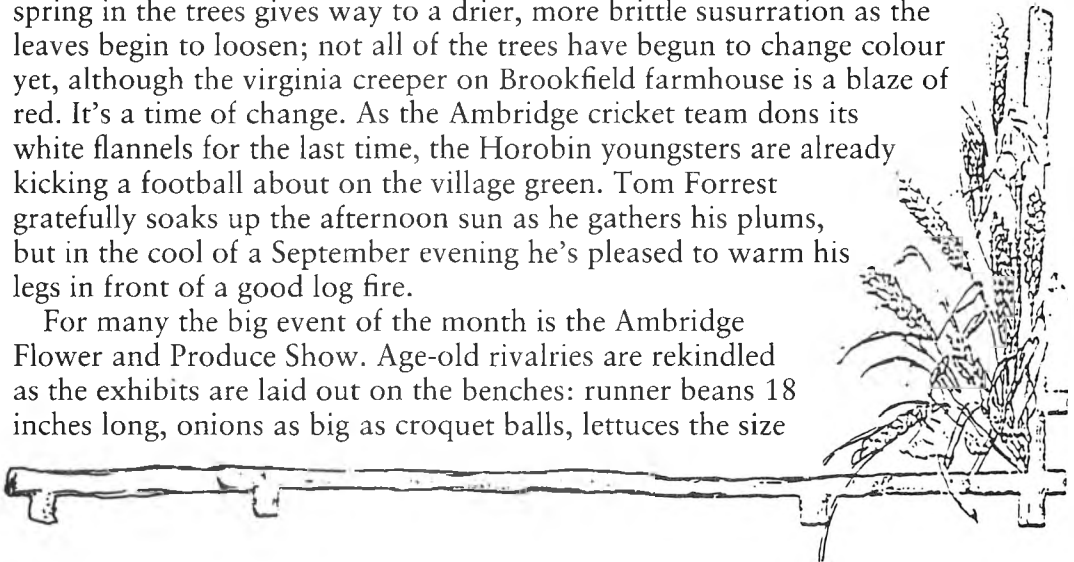 spring in the trees gives way to a drier, more brittle susurration as the
leaves begin to loosen; not all of the trees have begun to change colour
yet, although the virginia creeper on Brookfield farmhouse is a blaze of
red. It's a time of change. As the Ambridge cricket team dons its
white flannels for the last time, the Horobin youngsters are already
kicking a football about on the village green. Tom Forrest
gratefully soaks up the afternoon sun as he gathers his plums,
but in the cool of a September evening he's pleased to warm his
legs in front of a good log fire.
For many the big event of the month is the Ambridge
Flower and Produce Show. Age-old rivalries are rekindled
as the exhibits are laid out on the benches: runner beans 18
inches long, onions as big as croquet balls, lettuces the size